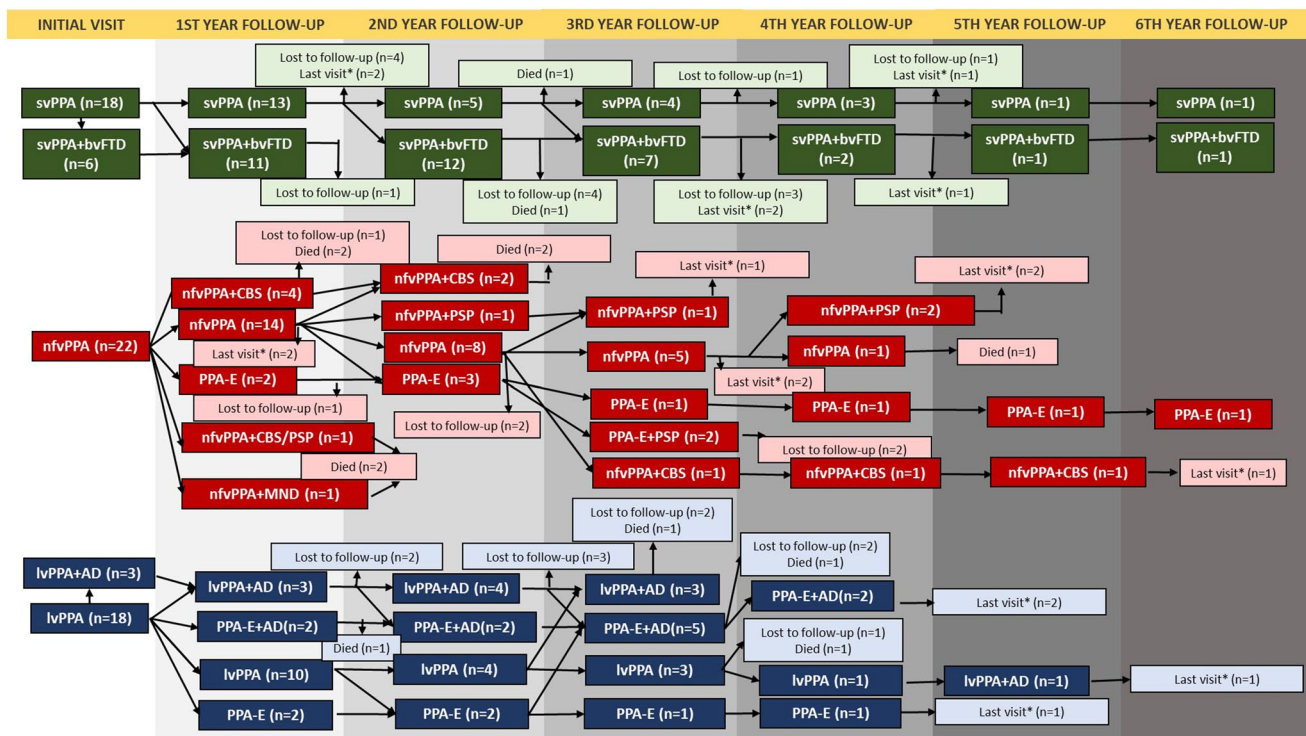 INITIAL VISIT
1ST YEAR FOLLOW-UP
2ND YEAR FOLLOW-UP
3RD YEAR FOLLOW-UP
4TH YEAR FOLLOW-UP
5TH YEAR FOLLOW-UP
6TH YEAR FOLLOW-UP
Lost to follow-up (n=4)
Last visit* (n=2)
Died (n=1)
Lost to follow-up (n=1)
Lost to follow-up (n=1)
Last visit* (n=1)
svPPA (n=18)
svPPA (n=13)
svPPA (n=5)
svPPA (n=4)
svPPA (n=3)
svPPA (n=1)
svPPA (n=1)
svPPA+bvFTD
(n=6)
svPPA+bvFTD
(n=11)
svPPA+bvFTD
(n=12)
svPPA+bvFTD
(n=7)
svPPA+bvFTD
(n=2)
svPPA+bvFTD
(n=1)
svPPA+bvFTD
(n=1)
Lost to follow-up (n=1)
Lost to follow-up (n=4)
Died (n=1)
Lost to follow-up (n=3)
Last visit* (n=2)
Last visit* (n=1)
Lost to follow-up (n=1)
Died (n=2)
Died (n=2)
Last visit* (n=1)
Last visit* (n=2)
nfvPPA+CBS (n=4)
nfvPPA+CBS (n=2)
nfvPPA (n=22)
nfvPPA (n=14)
nfvPPA+PSP (n=1)
nfvPPA+PSP (n=1)
nfvPPA+PSP (n=2)
Last visit* (n=2)
nfvPPA (n=8)
nfvPPA (n=5)
nfvPPA (n=1)
Died (n=1)
PPA-E (n=2)
PPA-E (n=3)
Last visit* (n=2)
Lost to follow-up (n=1)
PPA-E (n=1)
PPA-E (n=1)
PPA-E (n=1)
PPA-E (n=1)
Lost to follow-up (n=2)
nfvPPA+CBS/PSP (n=1)
PPA-E+PSP (n=2)
Lost to follow-up (n=2)
Died (n=2)
nfvPPA+CBS (n=1)
nfvPPA+CBS (n=1)
nfvPPA+CBS (n=1)
Last visit* (n=1)
nfvPPA+MND (n=1)
Lost to follow-up (n=2)
Died (n=1)
Lost to follow-up (n=2)
Lost to follow-up (n=3)
Lost to follow-up (n=2)
Died (n=1)
lvPPA+AD (n=3)
lvPPA+AD (n=3)
lvPPA+AD (n=4)
lvPPA+AD (n=3)
PPA-E+AD(n=2)
Last visit* (n=2)
lvPPA (n=18)
PPA-E+AD(n=2)
PPA-E+AD(n=2)
PPA-E+AD(n=5)
Died (n=1)
Lost to follow-up (n=1)
Died (n=1)
lvPPA (n=10)
lvPPA (n=4)
lvPPA (n=3)
lvPPA (n=1)
lvPPA+AD (n=1)
Last visit* (n=1)
PPA-E (n=2)
PPA-E (n=2)
PPA-E (n=1)
PPA-E (n=1)
Last visit* (n=1)